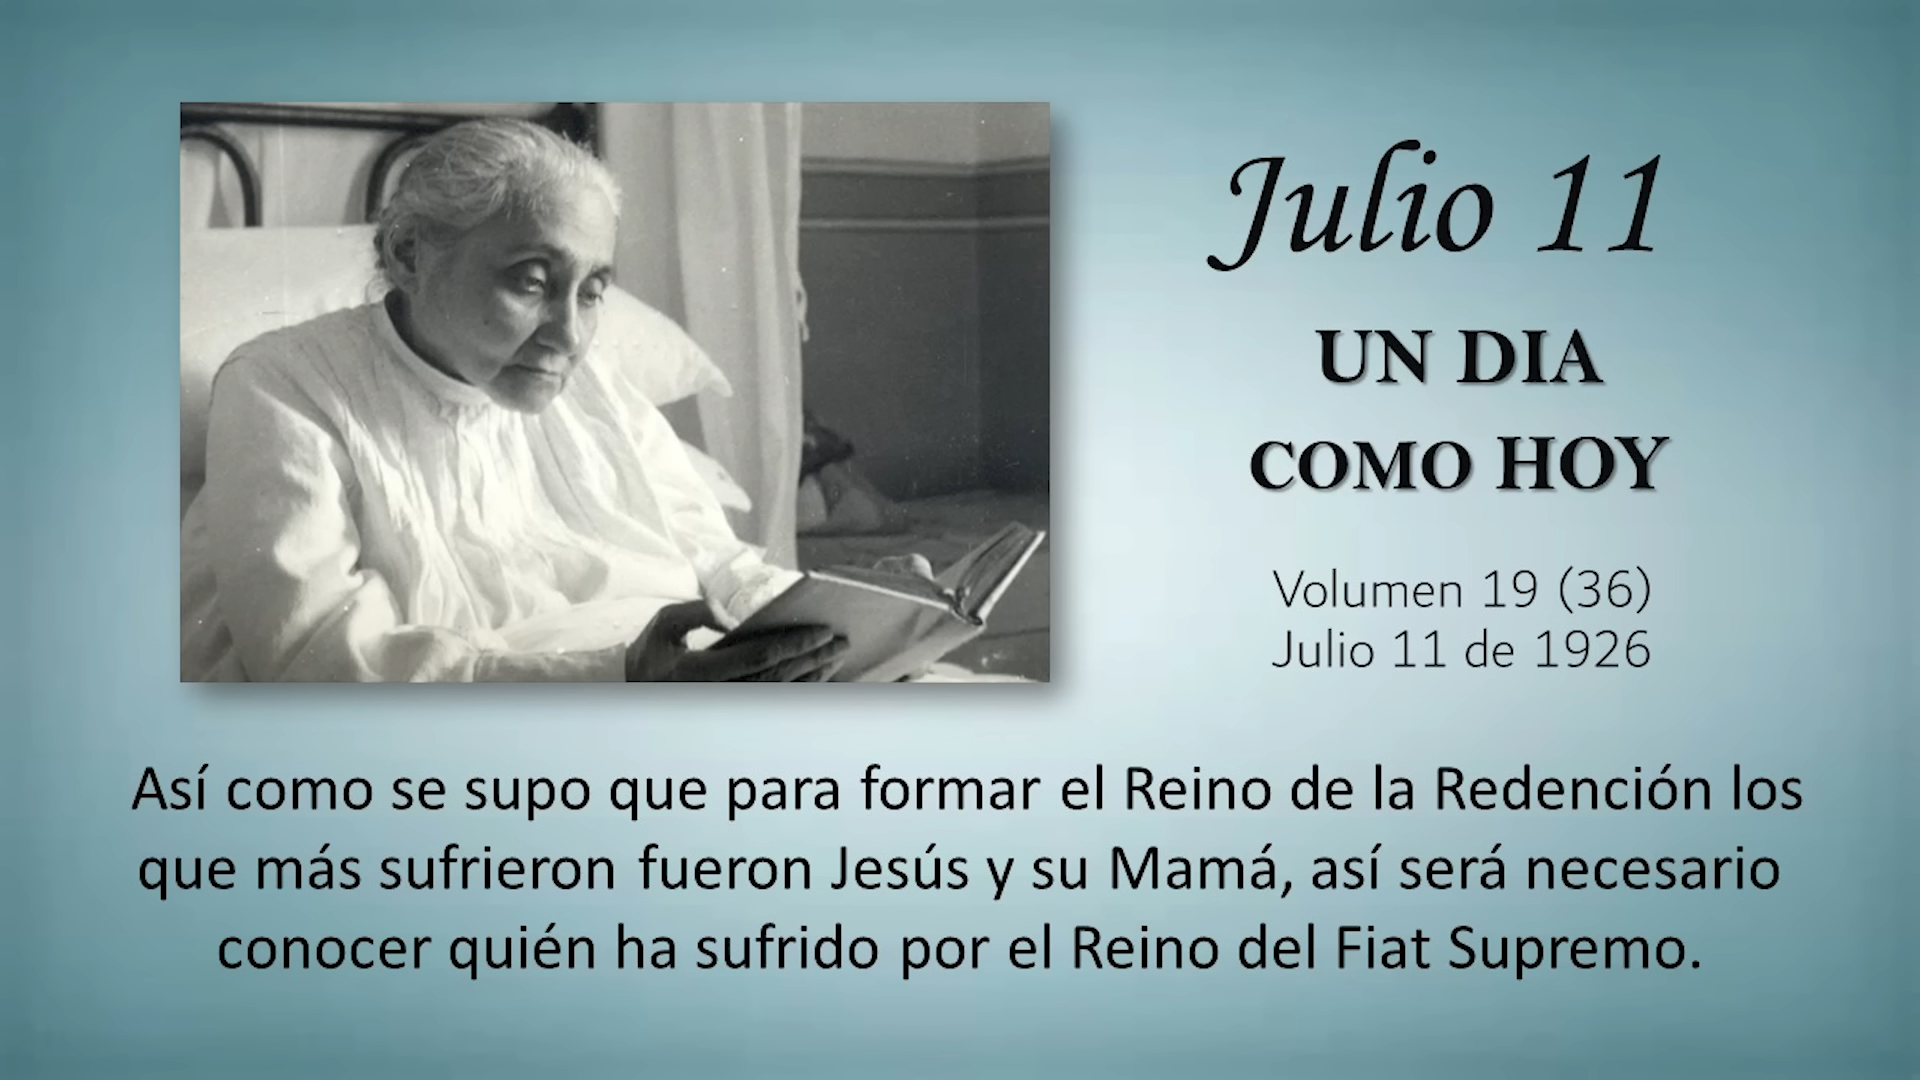 Julio 11
UN DIA
COMO HOY
Volumen 19 (36)
Julio 11 de 1926
Así como se supo que para formar el Reino de la Redención los
que más sufrieron fueron Jesús y su Mamá, así será necesario
conocer quién ha sufrido por el Reino del Fiat Supremo.